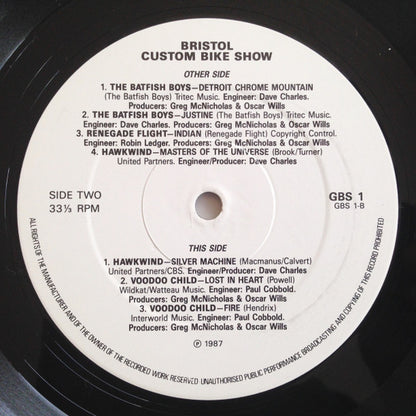 BRISTOL
CUSTOM BIKE SHOW
OTHER SIDE
1. THE BATFISH BOYS—DETROIT CHROME MOUNTAIN
(The Batfish Boys) Tritec Music. Engineer: Dave Charles.
Producers: Greg McNicholas & Oscar Wills
2. THE BATFISH BOYS—JUSTINE (The Batfish Boys) Tritec Music.
Engineer: Dave Charles. Producers: Greg McNicholas & Oscar Wills
3. RENEGADE FLIGHT—INDIAN (Renegade Flight) Copyright Control.
Engineer: Robin Ledger. Producers: Greg McNicholas & Oscar Wills
4. HAWKWIND—MASTERS OF THE UNIVERSE (Brook/Turner)
United Partners. Engineer/Producer: Dave Charles
SIDE TWO
33⅓ RPM
GBS 1
GBS 1-B
THIS SIDE
1. HAWKWIND—SILVER MACHINE (Macmanus/Calvert)
United Partners/CBS. Engineer/Producer: Dave Charles
2. VOODOO CHILD—LOST IN HEART (Powell)
Wildkat/Watteau Music. Engineer: Paul Cobbold.
Producers: Greg McNicholas & Oscar Wills
3. VOODOO CHILD—FIRE (Hendrix)
Interworld Music. Engineer: Paul Cobbold.
Producers: Greg McNicholas & Oscar Wills
℗ 1987
ALL RIGHTS OF THE MANUFACTURER AND OF THE OWNER OF THE RECORDED WORK RESERVED UNAUTHORISED PUBLIC PERFORMANCE BROADCASTING AND COPYING OF THIS RECORD PROHIBITED